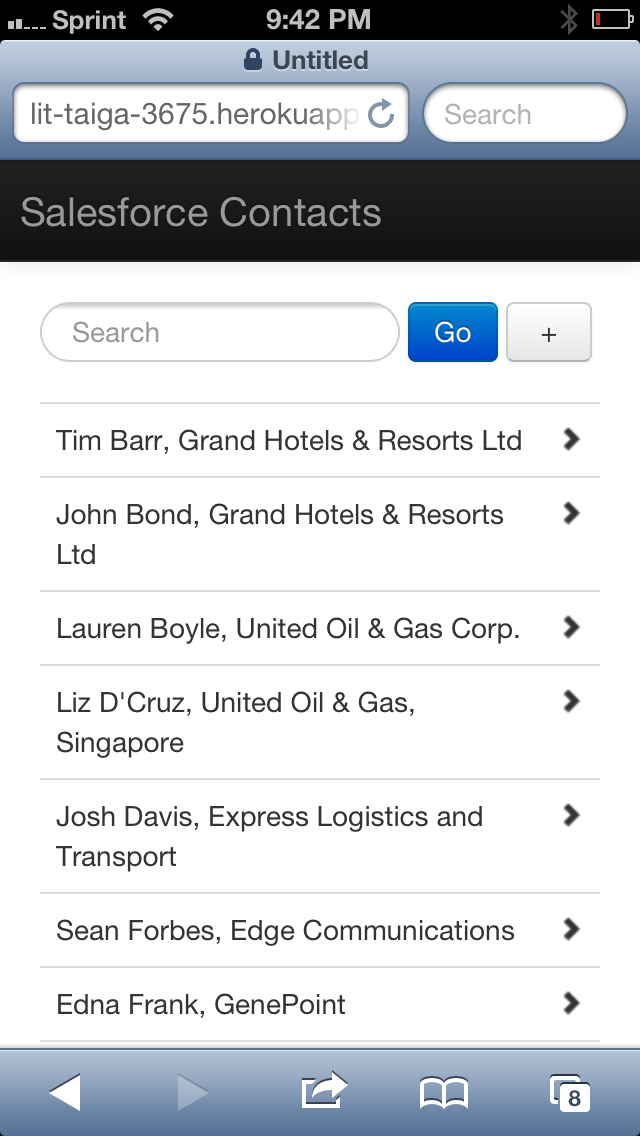 Sprint 9:42 PM
Untitled
lit-taiga-3675.herokuapp Search
Salesforce Contacts
Search Go +
Tim Barr, Grand Hotels & Resorts Ltd
John Bond, Grand Hotels & Resorts
Ltd
Lauren Boyle, United Oil & Gas Corp.
Liz D'Cruz, United Oil & Gas,
Singapore
Josh Davis, Express Logistics and
Transport
Sean Forbes, Edge Communications
Edna Frank, GenePoint
8